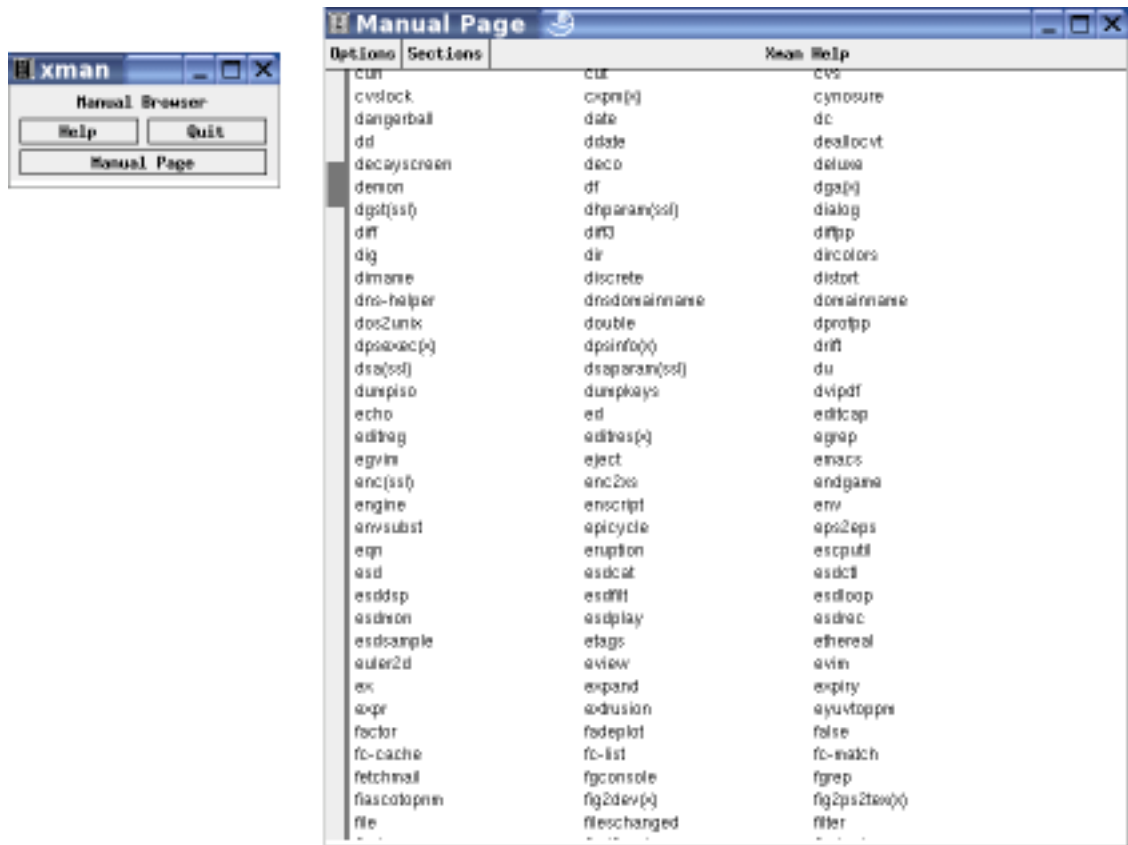 xman
Manual Browser
Help Quit
Manual Page
Manual Page
Options Sections Xman Help
cut cvs
cvslock cxpm(x) cynosure
dangerball date dc
dd ddate deallocvt
decayscreen deco deluxe
demon df dga(x)
dgst(ssl) dhparam(ssl) dialog
diff diff3 diffpp
dig dir dircolors
dirname discrete distort
dns-helper dnsdomainname domainname
dos2unix double dprofpp
dpsexec(x) dpsinfo(x) drift
dsa(ssl) dsaparam(ssl) du
dumpiso dumpkeys dvipdf
echo ed editcap
editreg editres(x) egrep
egvim eject emacs
enc(ssl) enc2xs endgame
engine enscript env
envsubst epicycle eps2eps
eqn eruption escputil
esd esdcat esdctl
esddsp esdfilt esdloop
esdmon esdplay esdrec
esdsample etags ethereal
euler2d eview evim
ex expand expiry
expr extrusion eyuvtoppm
factor fadeplot false
fc-cache fc-list fc-match
fetchmail fgconsole fgrep
fiascotopnm fig2dev(x) fig2ps2tex(x)
file fileschanged filter